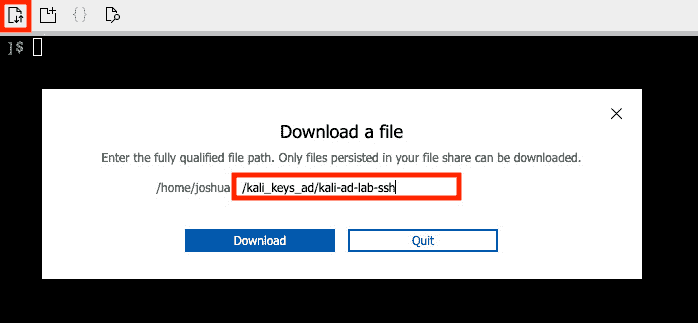 {}
]$
Download a file
Enter the fully qualified file path. Only files persisted in your file share can be downloaded.
/home/joshua /kali_keys_ad/kali-ad-lab-ssh
Download Quit